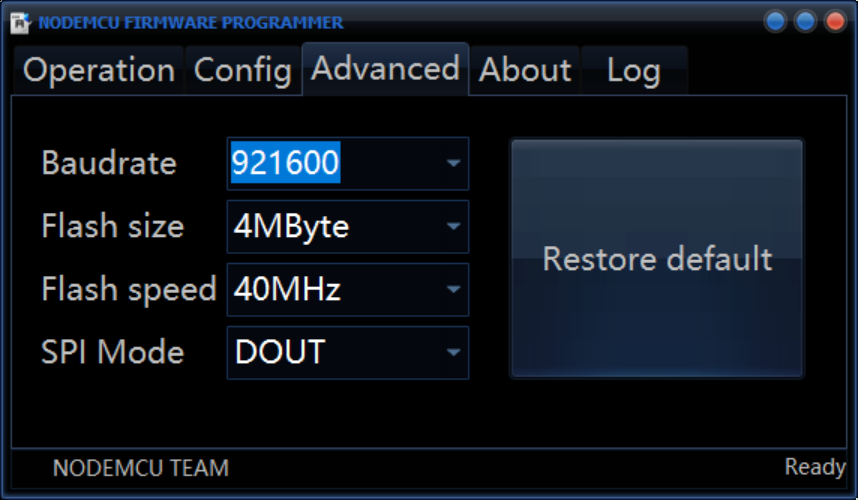 NODEMCU FIRMWARE PROGRAMMER
Operation Config Advanced About Log
Baudrate 921600
Flash size 4MByte
Flash speed 40MHz
SPI Mode DOUT
Restore default
NODEMCU TEAM Ready